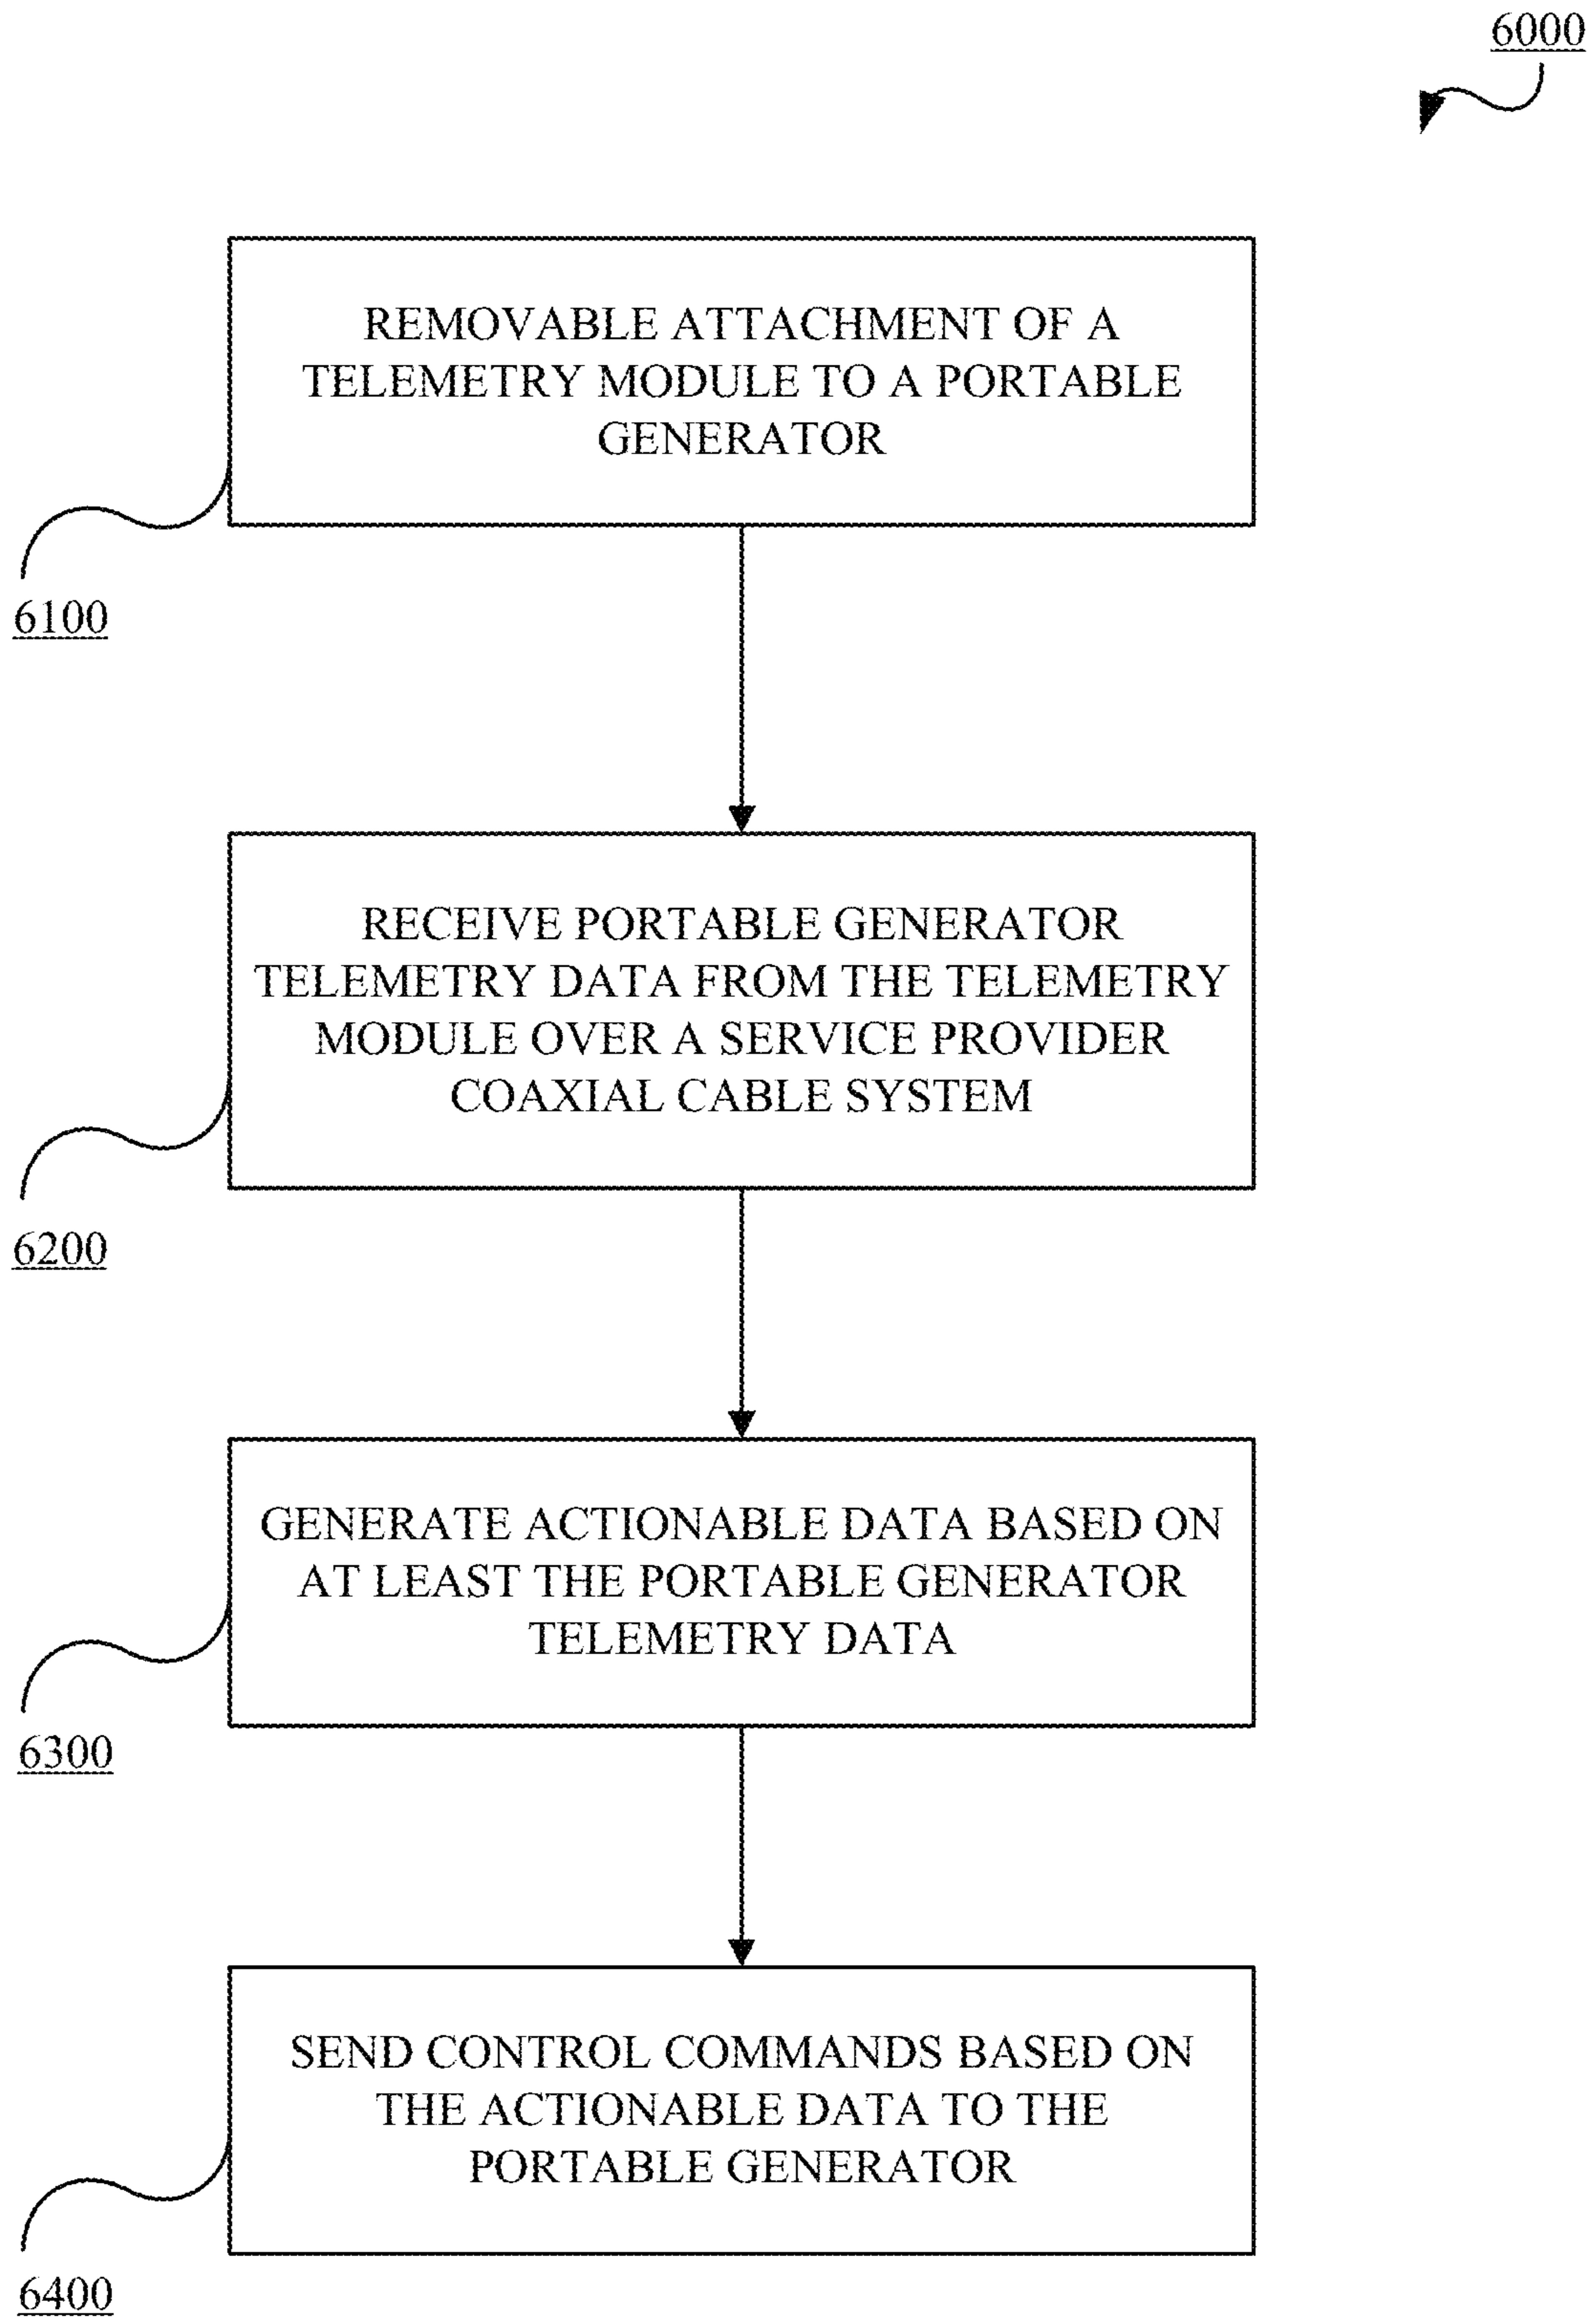 6000
REMOVABLE ATTACHMENT OF A
TELEMETRY MODULE TO A PORTABLE
GENERATOR
6100
RECEIVE PORTABLE GENERATOR
TELEMETRY DATA FROM THE TELEMETRY
MODULE OVER A SERVICE PROVIDER
COAXIAL CABLE SYSTEM
6200
GENERATE ACTIONABLE DATA BASED ON
AT LEAST THE PORTABLE GENERATOR
TELEMETRY DATA
6300
SEND CONTROL COMMANDS BASED ON
THE ACTIONABLE DATA TO THE
PORTABLE GENERATOR
6400